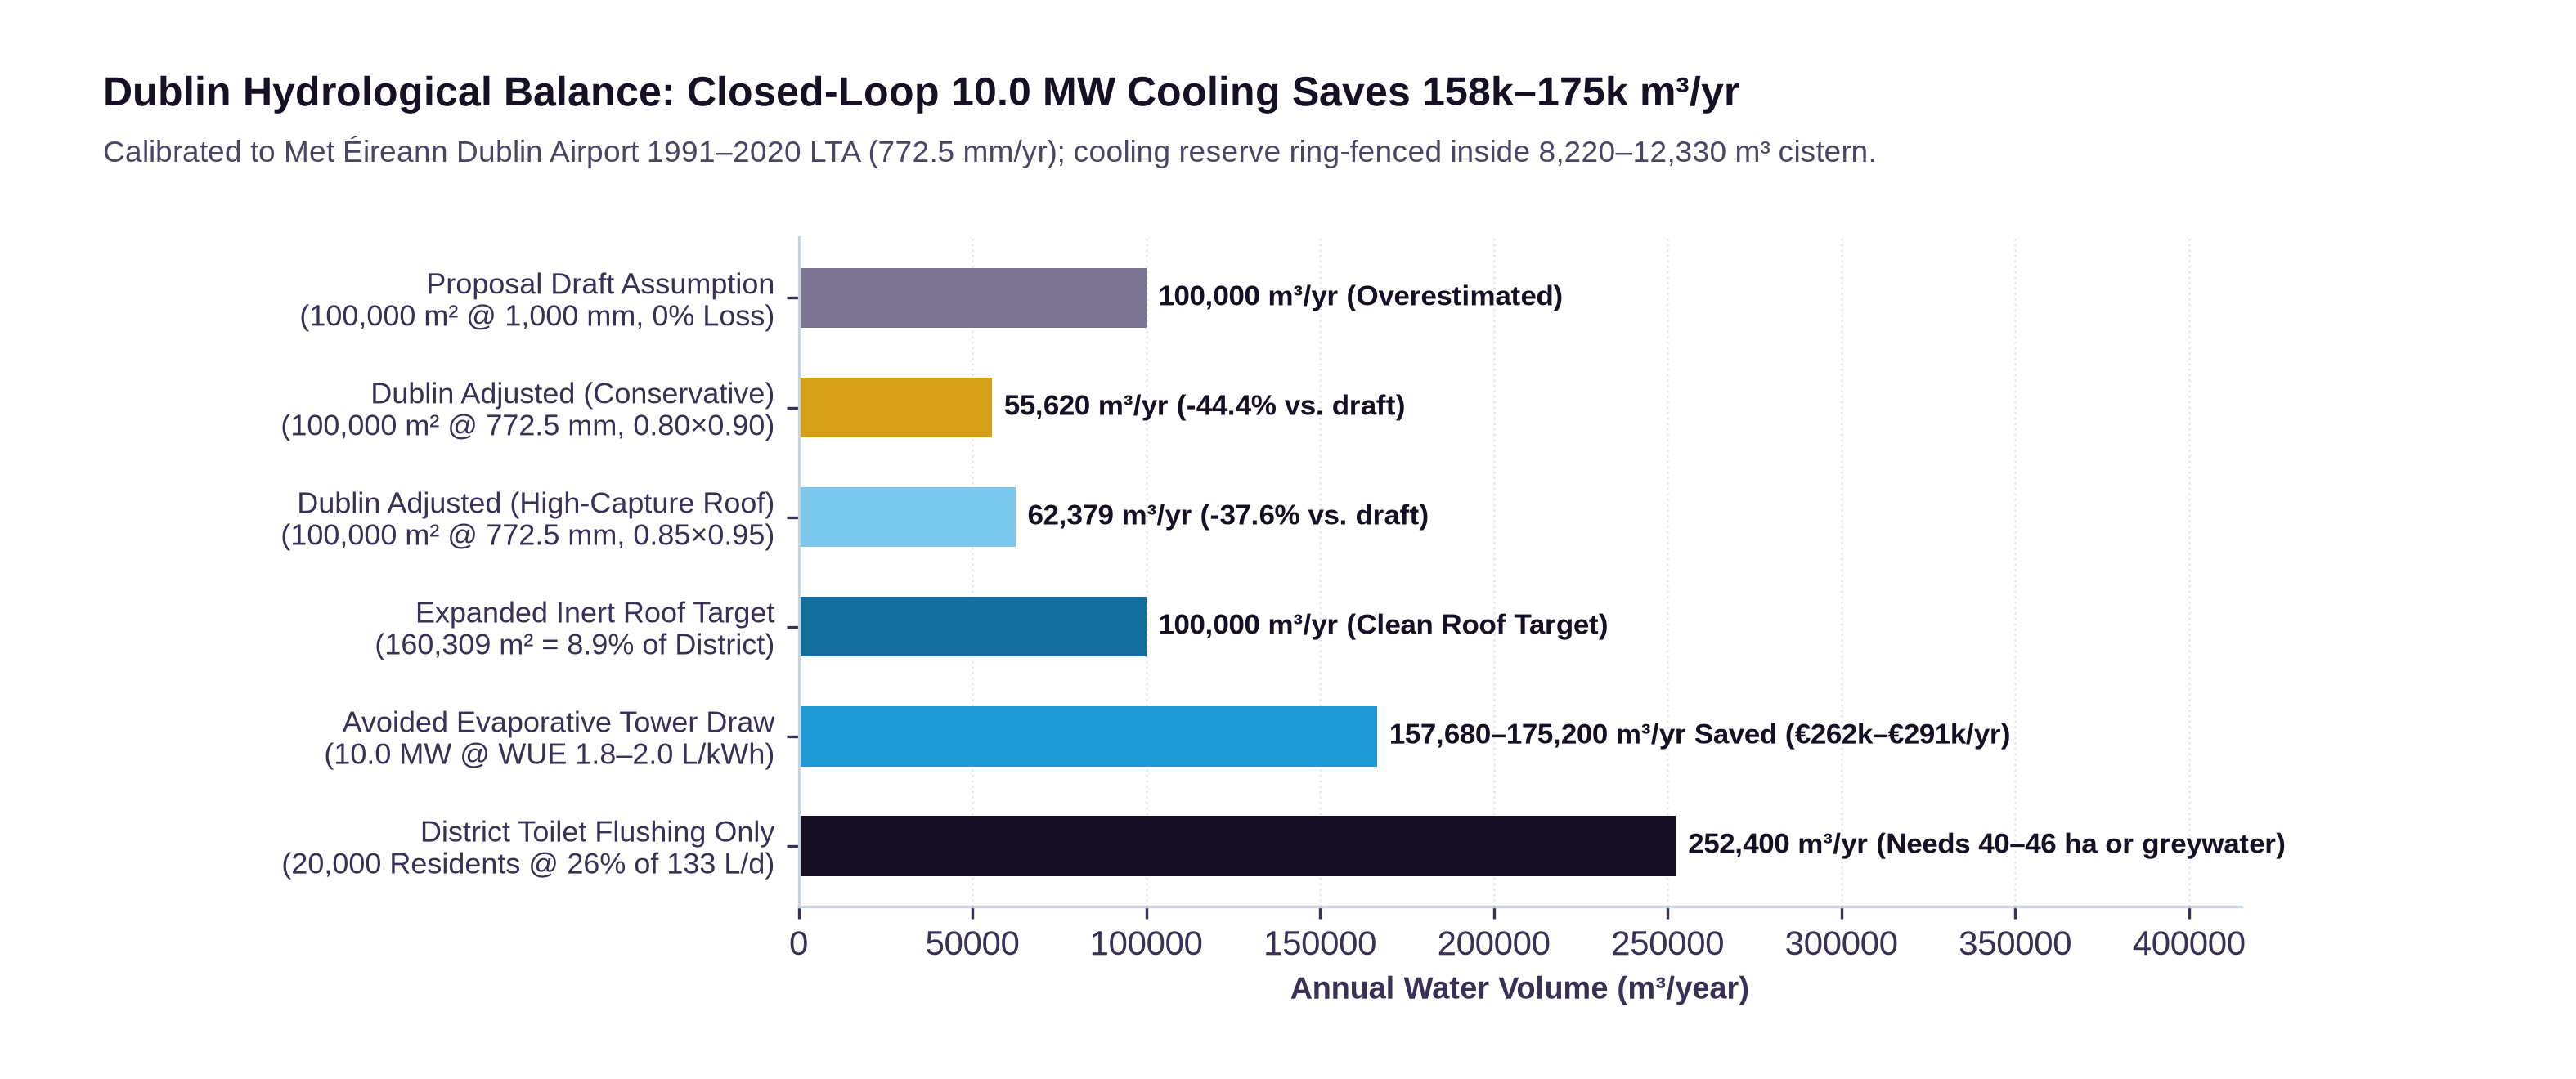 Dublin Hydrological Balance: Closed-Loop 10.0 MW Cooling Saves 158k–175k m³/yr
Calibrated to Met Éireann Dublin Airport 1991–2020 LTA (772.5 mm/yr); cooling reserve ring-fenced inside 8,220–12,330 m³ cistern.
Proposal Draft Assumption
(100,000 m² @ 1,000 mm, 0% Loss)
100,000 m³/yr (Overestimated)
Dublin Adjusted (Conservative)
(100,000 m² @ 772.5 mm, 0.80×0.90)
55,620 m³/yr (-44.4% vs. draft)
Dublin Adjusted (High-Capture Roof)
(100,000 m² @ 772.5 mm, 0.85×0.95)
62,379 m³/yr (-37.6% vs. draft)
Expanded Inert Roof Target
(160,309 m² = 8.9% of District)
100,000 m³/yr (Clean Roof Target)
Avoided Evaporative Tower Draw
(10.0 MW @ WUE 1.8–2.0 L/kWh)
157,680–175,200 m³/yr Saved (€262k–€291k/yr)
District Toilet Flushing Only
(20,000 Residents @ 26% of 133 L/d)
252,400 m³/yr (Needs 40–46 ha or greywater)
0 50000 100000 150000 200000 250000 300000 350000 400000
Annual Water Volume (m³/year)